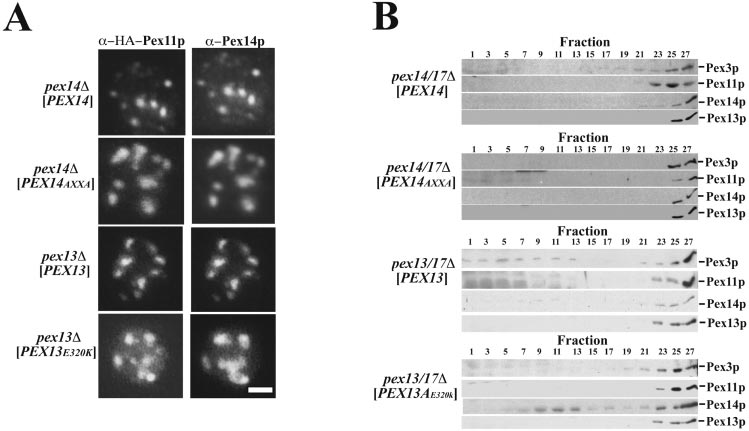 A
α-HA-Pex11p α-Pex14p
pex14Δ
[PEX14]
pex14Δ
[PEX14AXXA]
pex13Δ
[PEX13]
pex13Δ
[PEX13E320K]
B
Fraction
1 3 5 7 9 11 13 15 17 19 21 23 25 27
pex14/17Δ
[PEX14]
Pex3p
Pex11p
Pex14p
Pex13p
Fraction
1 3 5 7 9 11 13 15 17 19 21 23 25 27
pex14/17Δ
[PEX14AXXA]
Pex3p
Pex11p
Pex14p
Pex13p
Fraction
1 3 5 7 9 11 13 15 17 19 21 23 25 27
pex13/17Δ
[PEX13]
Pex3p
Pex11p
Pex14p
Pex13p
Fraction
1 3 5 7 9 11 13 15 17 19 21 23 25 27
pex13/17Δ
[PEX13AE320k]
Pex3p
Pex11p
Pex14p
Pex13p